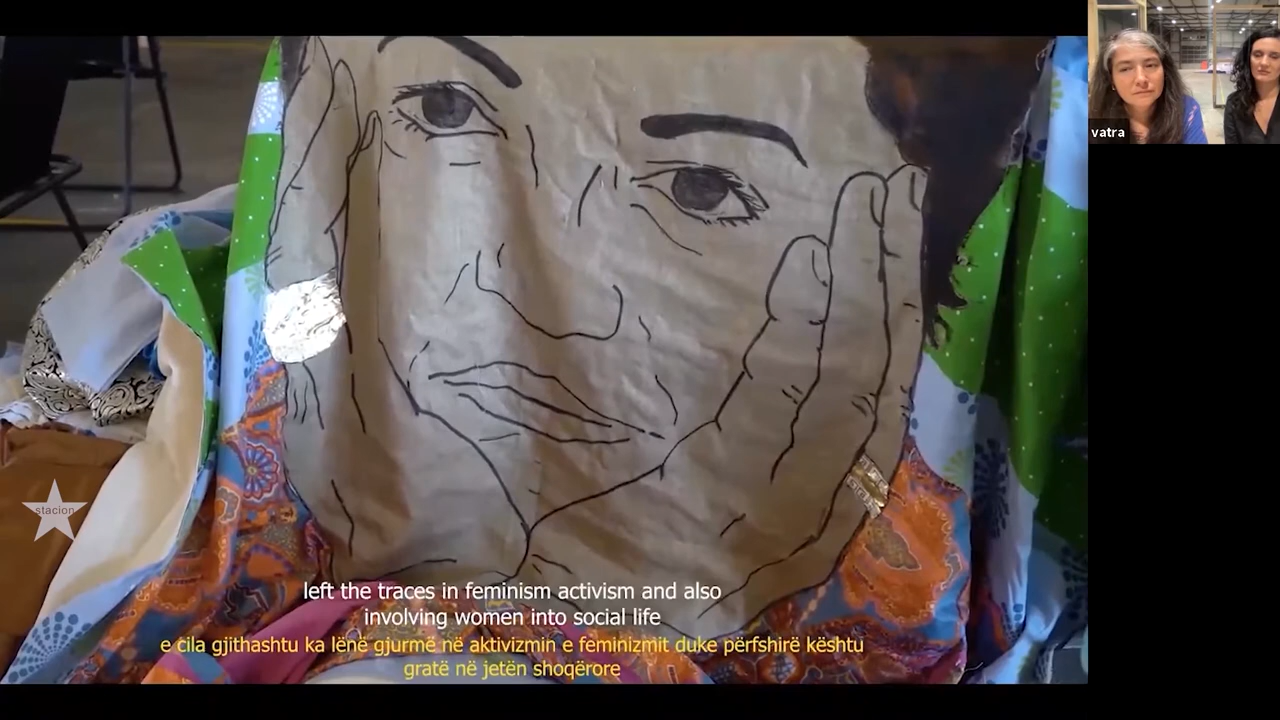 vatra
stacion
left the traces in feminism activism and also
involving women into social life
e cila gjithashtu ka lënë gjurmë në aktivizmin e feminizmit duke përfshirë kështu
gratë në jetën shoqërore